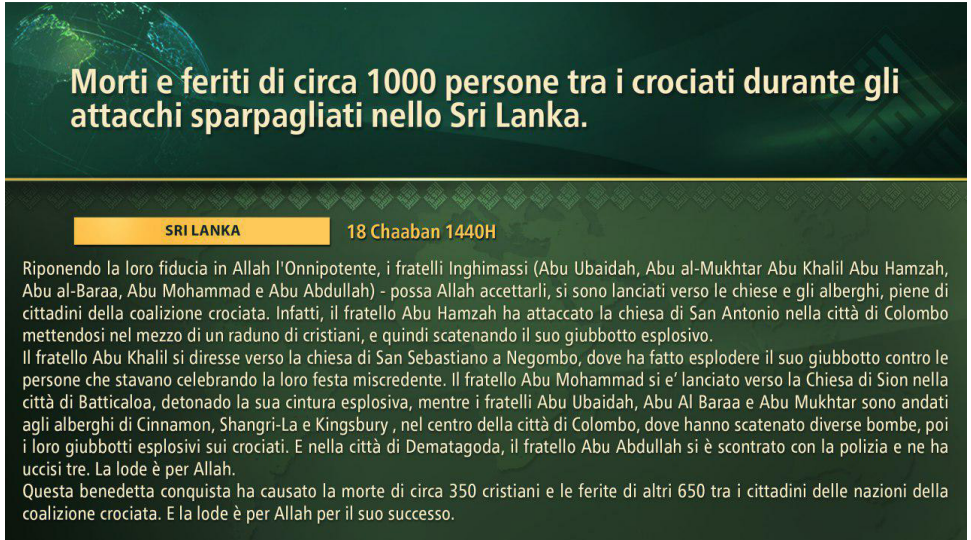 Morti e feriti di circa 1000 persone tra i crociati durante gli
attacchi sparpagliati nello Sri Lanka.
SRI LANKA
18 Chaaban 1440H
Riponendo la loro fiducia in Allah l'Onnipotente, i fratelli Inghimassi (Abu Ubaidah, Abu al-Mukhtar Abu Khalil Abu Hamzah,
Abu al-Baraa, Abu Mohammad e Abu Abdullah) - possa Allah accettarli, si sono lanciati verso le chiese e gli alberghi, piene di
cittadini della coalizione crociata. Infatti, il fratello Abu Hamzah ha attaccato la chiesa di San Antonio nella città di Colombo
mettendosi nel mezzo di un raduno di cristiani, e quindi scatenando il suo giubbotto esplosivo.
Il fratello Abu Khalil si diresse verso la chiesa di San Sebastiano a Negombo, dove ha fatto esplodere il suo giubbotto contro le
persone che stavano celebrando la loro festa miscredente. Il fratello Abu Mohammad si e’ lanciato verso la Chiesa di Sion nella
città di Batticaloa, detonado la sua cintura esplosiva, mentre i fratelli Abu Ubaidah, Abu Al Baraa e Abu Mukhtar sono andati
agli alberghi di Cinnamon, Shangri-La e Kingsbury , nel centro della città di Colombo, dove hanno scatenato diverse bombe, poi
i loro giubbotti esplosivi sui crociati. E nella città di Dematagoda, il fratello Abu Abdullah si è scontrato con la polizia e ne ha
uccisi tre. La lode è per Allah.
Questa benedetta conquista ha causato la morte di circa 350 cristiani e le ferite di altri 650 tra i cittadini delle nazioni della
coalizione crociata. E la lode è per Allah per il suo successo.